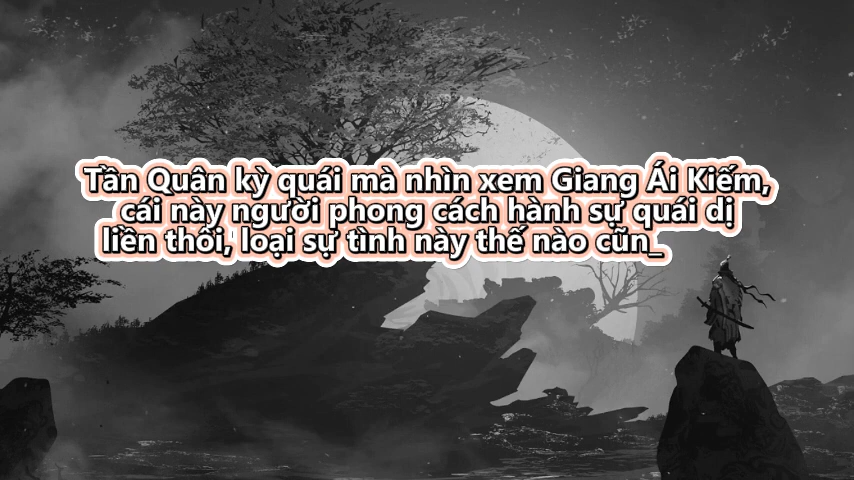 Tần Quân kỳ quái mà nhìn xem Giang Ái Kiếm,
cái này người phong cách hành sự quái dị
liền thôi, loại sự tình này thế nào cũn_